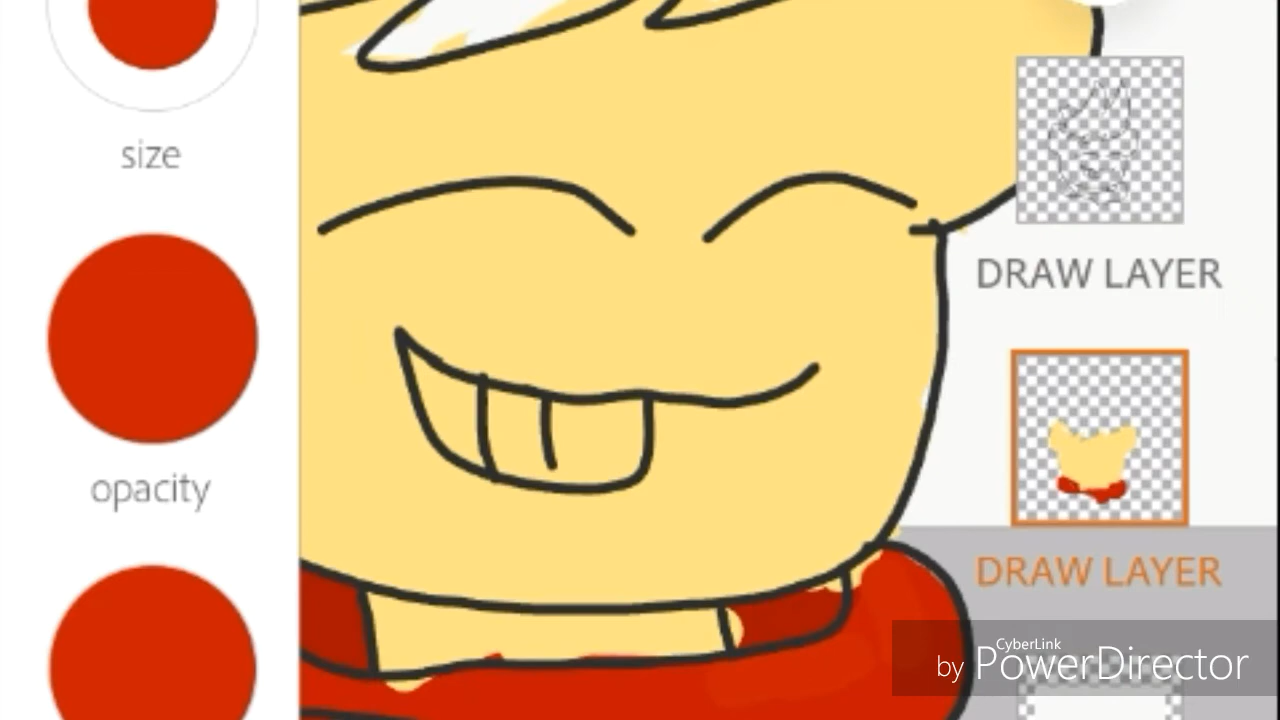 size
DRAW LAYER
opacity
DRAW LAYER
CyberLink
by PowerDirector